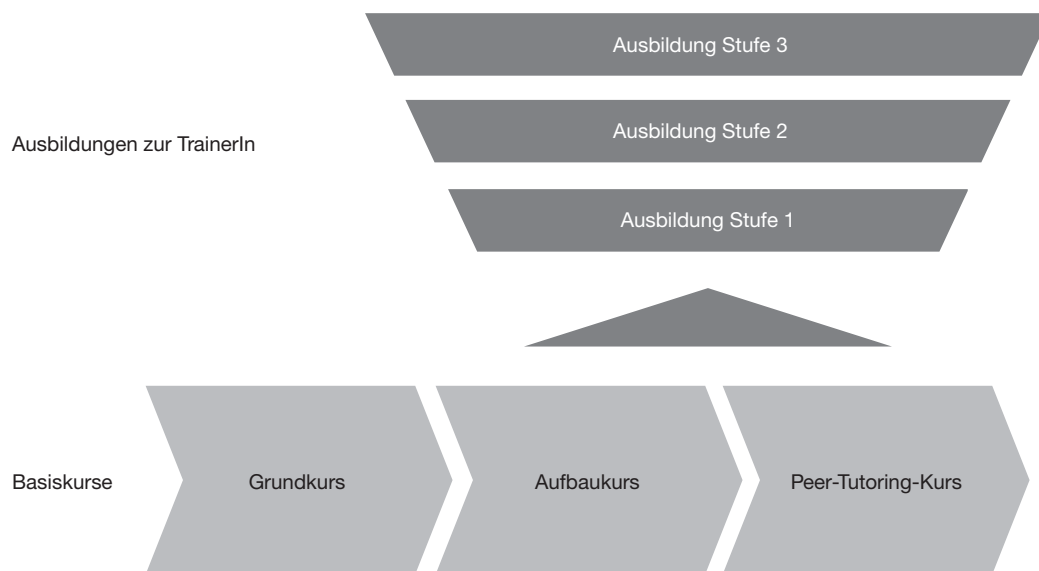 Ausbildung Stufe 3
Ausbildung Stufe 2
Ausbildungen zur TrainerIn
Ausbildung Stufe 1
Basiskurse
Grundkurs
Aufbaukurs
Peer-Tutoring-Kurs